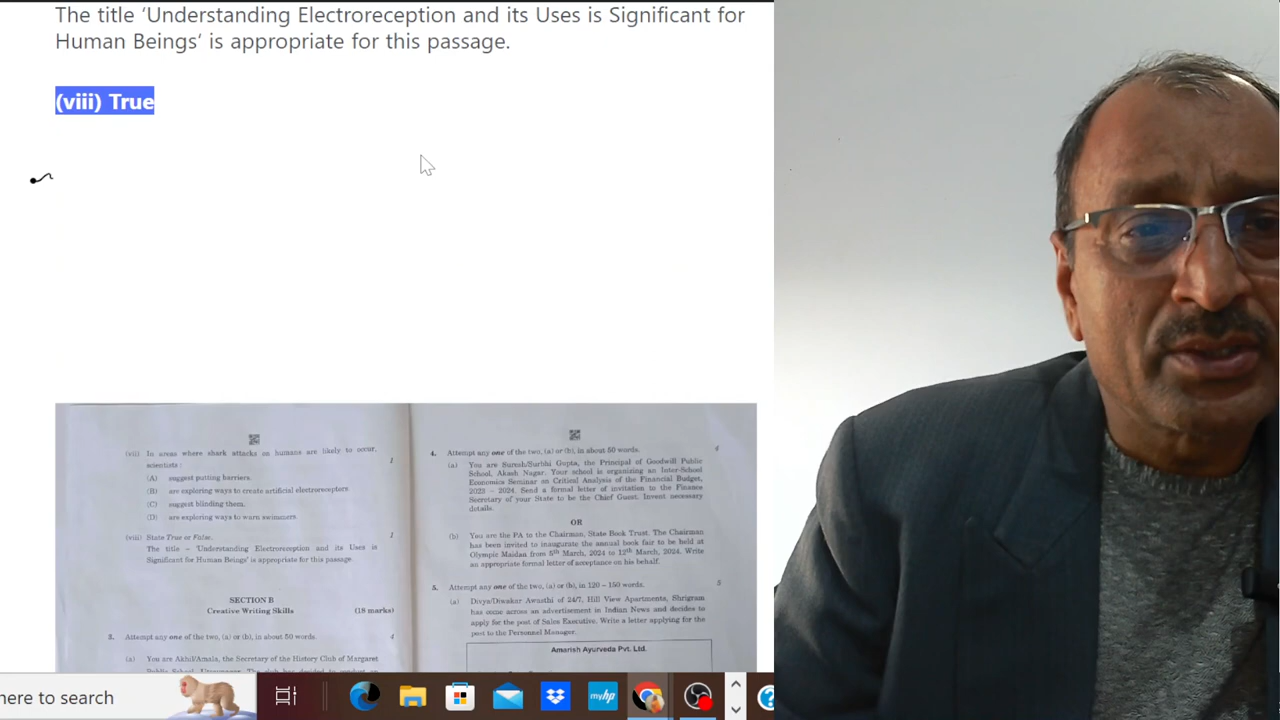 The title ‘Understanding Electroreception and its Uses is Significant for
Human Beings‘ is appropriate for this passage.
(viii) True
(vii) In areas where shark attacks on humans are likely to occur, 1
scientists :
(A) suggest putting barriers.
(B) are exploring ways to create artificial electroreceptors.
(C) suggest blinding them.
(D) are exploring ways to warn swimmers.
(viii) State True or False. 1
The title – ‘Understanding Electroreception and its Uses is
Significant for Human Beings’ is appropriate for this passage.
SECTION B
Creative Writing Skills (18 marks)
3. Attempt any one of the two, (a) or (b), in about 50 words. 4
(a) You are Akhil/Amala, the Secretary of the History Club of Margaret
4. Attempt any one of the two, (a) or (b), in about 50 words. 4
(a) You are Suresh/Surbhi Gupta, the Principal of Goodwill Public
School, Akash Nagar. Your school is organizing an Inter-School
Economics Seminar on Critical Analysis of the Financial Budget,
2023 – 2024. Send a formal letter of invitation to the Finance
Secretary of your State to be the Chief Guest. Invent necessary
details.
OR
(b) You are the PA to the Chairman, State Book Trust. The Chairman
has been invited to inaugurate the annual book fair to be held at
Olympic Maidan from 5th March, 2024 to 12th March, 2024. Write
an appropriate formal letter of acceptance on his behalf.
5. Attempt any one of the two, (a) or (b), in 120 – 150 words. 5
(a) Divya/Diwakar Awasthi of 24/7, Hill View Apartments, Shrigram
has come across an advertisement in Indian News and decides to
apply for the post of Sales Executive. Write a letter applying for the
post to the Personnel Manager.
Amarish Ayurveda Pvt. Ltd.
here to search
myhp